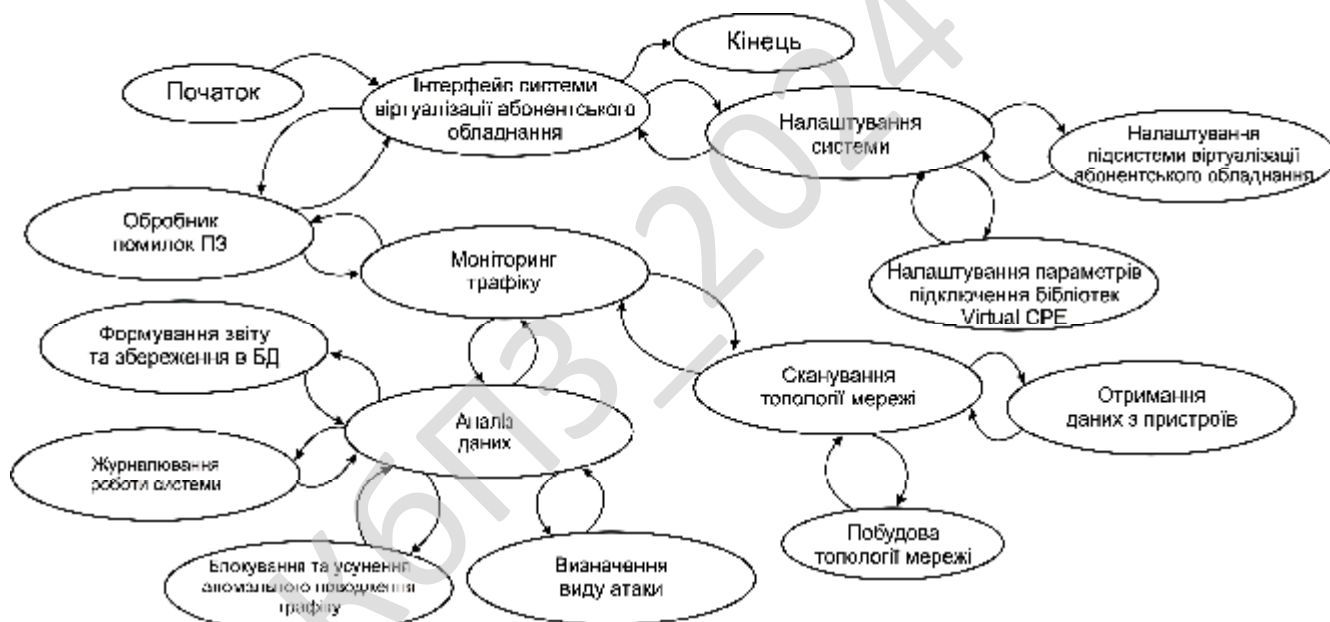 Кінець
Початок
Інтерфейс системи
віртуалізації абонентського
обладнання
Налаштування
системи
Налаштування
підсистеми віртуалізації
абонентського обладнання
Обробник
помилок ПЗ
Моніторинг
трафіку
Налаштування параметрів
підключення бібліотек
Virtual CPE
Формування звіту
та збереження в БД
Сканування
топології мережі
Отримання
даних з пристроїв
Аналіз
даних
Журналювання
роботи системи
Побудова
топології мережі
Блокування та усунення
аномального поводження
трафіку
Визначення
виду атаки
КбПЗ_2024